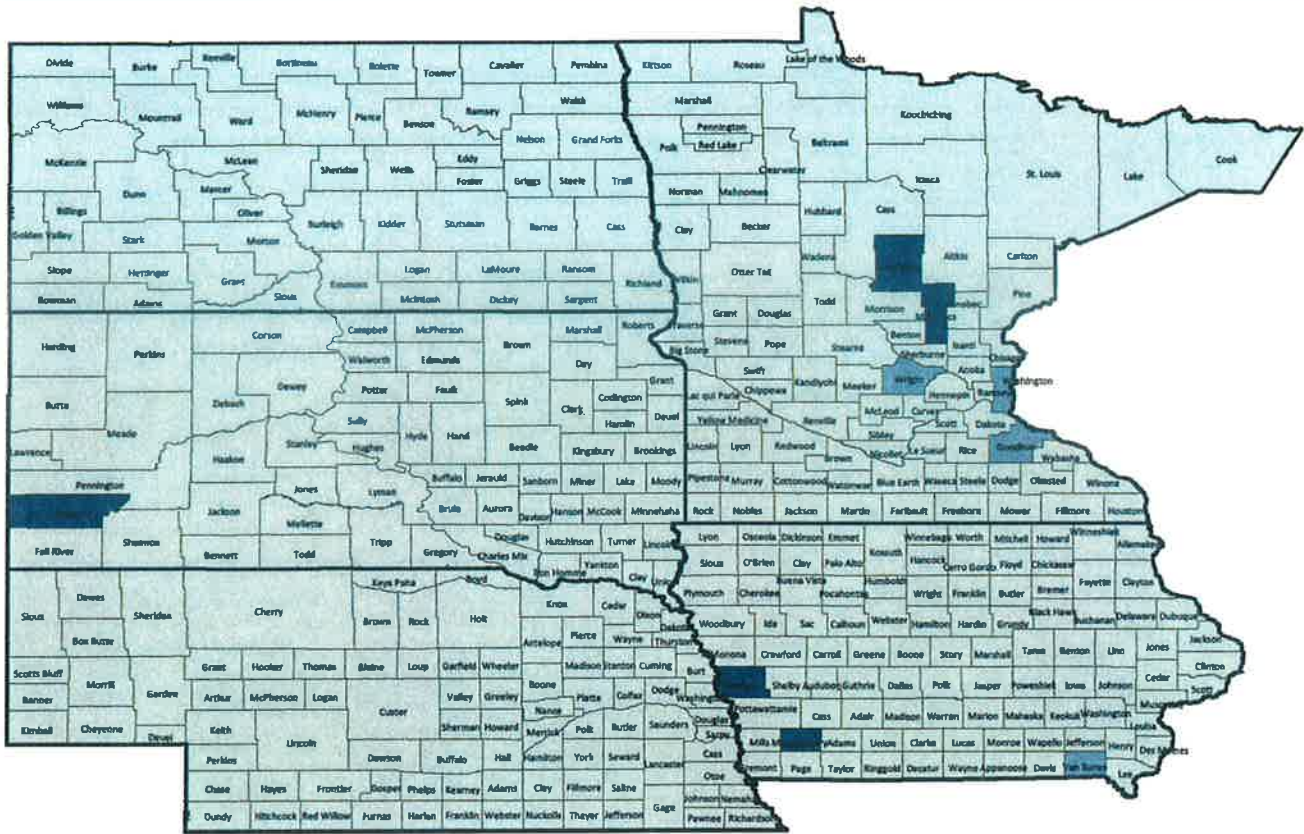 Divide Burke Renville Bottineau Rolette Towner Cavalier Pembina Kittson Roseau Lake of the Woods
Williams Mountrail Ward McHenry Pierce Benson Ramsey Walsh Marshall Koochiching
Nelson Grand Forks Polk Pennington Red Lake Beltrami Cook
McKenzie McLean Sheridan Wells Eddy Clearwater Itasca St. Louis Lake
Dunn Mercer Foster Griggs Steele Traill Norman Mahnomen
Billings Oliver Burleigh Kidder Stutsman Barnes Cass Clay Becker Hubbard Cass
Golden Valley Stark Morton Wadena Aitkin Carlton
Slope Hettinger Grant Logan LaMoure Ransom Richland Wilkin Otter Tail
Bowman Adams Sioux Emmons McIntosh Dickey Sargent Todd Morrison Pine
Harding Perkins Corson Campbell McPherson Brown Marshall Roberts Traverse Grant Douglas Benson Isanti
Walworth Edmunds Day Big Stone Stevens Pope Stearns Sherburne Chisago
Butte Ziebach Dewey Potter Faulk Spink Clark Codington Grant Swift Kandiyohi Meeker Wright Anoka Washington
Meade Sully Hyde Hand Hamlin Deuel Lac qui Parle Chippewa Hennepin Ramsey
Lawrence Haakon Stanley Hughes Beadle Kingsbury Brookings Yellow Medicine Renville McLeod Carver Scott Dakota
Lincoln Lyon Redwood Sibley Nicollet Le Sueur Rice Goodhue Wabasha
Pennington Jones Lyman Buffalo Jerauld Sanborn Miner Lake Moody Pipestone Murray Cottonwood Brown Watonwan Blue Earth Waseca Steele Dodge Olmsted Winona
Jackson Mellette Brule Aurora Davison Hanson McCook Minnehaha Rock Nobles Jackson Martin Faribault Freeborn Mower Fillmore Houston
Fall River Shannon Bennett Todd Tripp Gregory Douglas Charles Mix Hutchinson Turner Lincoln Lyon Osceola Dickinson Emmet Kossuth Winnebago Worth Mitchell Howard Winneshiek Allamakee
Bon Homme Yankton Clay Union Sioux O'Brien Clay Palo Alto Hancock Cerro Gordo Floyd Chickasaw
Sioux Dawes Sheridan Cherry Keya Paha Boyd Knox Cedar Dixon Plymouth Cherokee Buena Vista Pocahontas Humboldt Wright Franklin Butler Bremer Fayette Clayton
Box Butte Brown Rock Holt Antelope Pierce Wayne Dakota Thurston Woodbury Ida Sac Calhoun Webster Hamilton Hardin Grundy Black Hawk Buchanan Delaware Dubuque
Scotts Bluff Morrill Garden Grant Hooker Thomas Blaine Loup Garfield Wheeler Boone Madison Stanton Cuming Burt Monona Crawford Carroll Greene Boone Story Marshall Tama Benton Linn Jones Jackson
Banner Arthur McPherson Logan Custer Valley Greeley Nance Platte Colfax Dodge Washington Shelby Audubon Guthrie Dallas Polk Jasper Poweshiek Iowa Johnson Cedar Clinton Scott
Kimball Cheyenne Deuel Keith Lincoln Sherman Howard Merrick Polk Butler Saunders Douglas Sarpy Pottawattamie Cass Adair Madison Warren Marion Mahaska Keokuk Washington Muscatine Louisa
Perkins Dawson Buffalo Hall Hamilton York Seward Lancaster Cass Otoe Mills Adams Union Clarke Lucas Monroe Wapello Jefferson Henry Des Moines
Chase Hayes Frontier Gosper Phelps Kearney Adams Clay Fillmore Saline Gage Johnson Nemaha Fremont Page Taylor Ringgold Decatur Wayne Appanoose Davis Van Buren Lee
Dundy Hitchcock Red Willow Furnas Harlan Franklin Webster Nuckolls Thayer Jefferson Pawnee Richardson